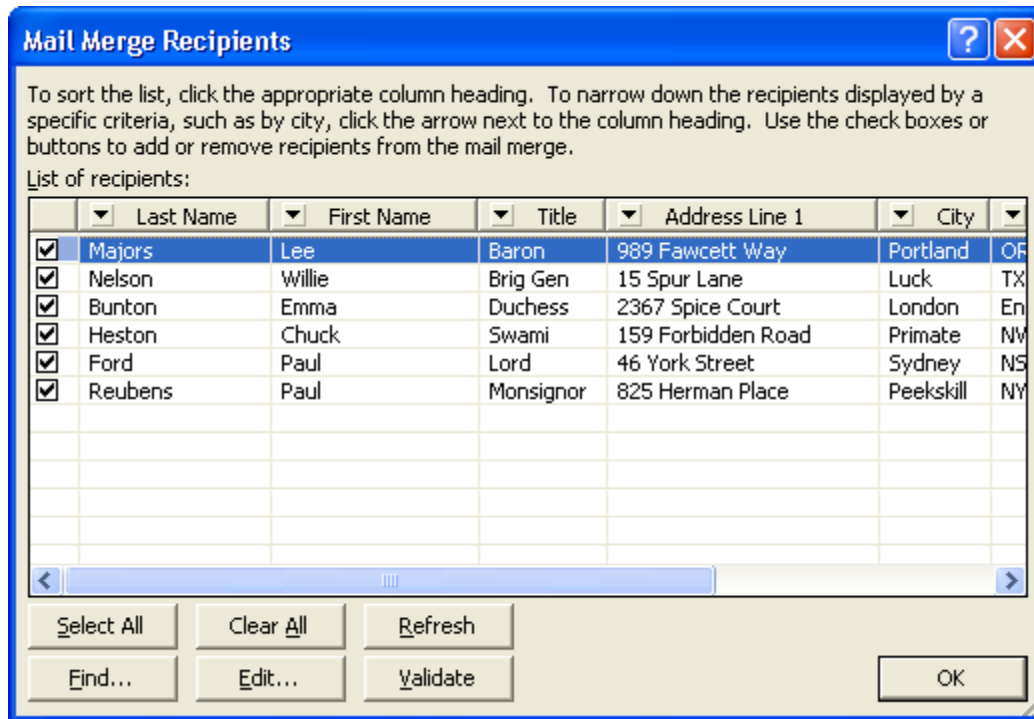 Mail Merge Recipients
To sort the list, click the appropriate column heading. To narrow down the recipients displayed by a
specific criteria, such as by city, click the arrow next to the column heading. Use the check boxes or
buttons to add or remove recipients from the mail merge.
List of recipients:
Last Name First Name Title Address Line 1 City
Majors Lee Baron 989 Fawcett Way Portland OR
Nelson Willie Brig Gen 15 Spur Lane Luck TX
Bunton Emma Duchess 2367 Spice Court London En
Heston Chuck Swami 159 Forbidden Road Primate NV
Ford Paul Lord 46 York Street Sydney NS
Reubens Paul Monsignor 825 Herman Place Peekskill NY
Select All Clear All Refresh
Find... Edit... Validate OK